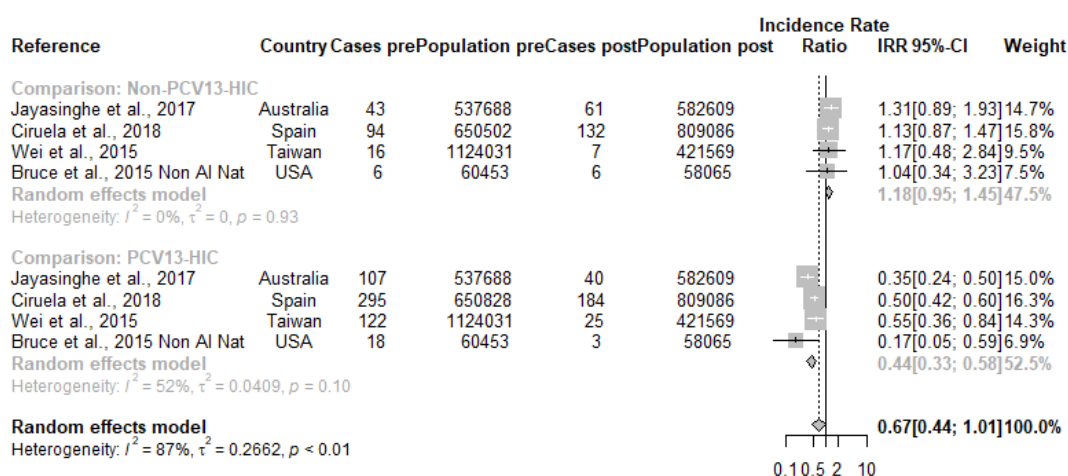 Incidence Rate
Reference Country Cases prePopulation preCases postPopulation post Ratio IRR 95%-CI Weight
Comparison: Non-PCV13-HIC
Jayasinghe et al., 2017 Australia 43 537688 61 582609 1.31[0.89; 1.93]14.7%
Ciruela et al., 2018 Spain 94 650502 132 809086 1.13[0.87; 1.47]15.8%
Wei et al., 2015 Taiwan 16 1124031 7 421569 1.17[0.48; 2.84]9.5%
Bruce et al., 2015 Non Al Nat USA 6 60453 6 58065 1.04[0.34; 3.23]7.5%
Random effects model 1.18[0.95; 1.45]47.5%
Heterogeneity: I² = 0%, τ² = 0, p = 0.93
Comparison: PCV13-HIC
Jayasinghe et al., 2017 Australia 107 537688 40 582609 0.35[0.24; 0.50]15.0%
Ciruela et al., 2018 Spain 295 650828 184 809086 0.50[0.42; 0.60]16.3%
Wei et al., 2015 Taiwan 122 1124031 25 421569 0.55[0.36; 0.84]14.3%
Bruce et al., 2015 Non Al Nat USA 18 60453 3 58065 0.17[0.05; 0.59]6.9%
Random effects model 0.44[0.33; 0.58]52.5%
Heterogeneity: I² = 52%, τ² = 0.0409, p = 0.10
Random effects model 0.67[0.44; 1.01]100.0%
Heterogeneity: I² = 87%, τ² = 0.2662, p < 0.01
0.1 0.5 2 10